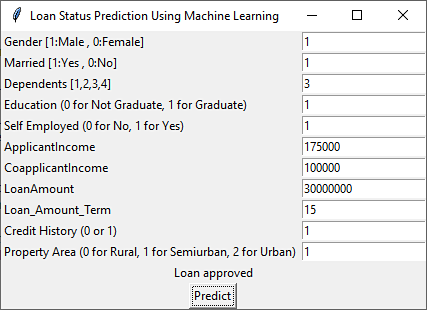 Loan Status Prediction Using Machine Learning
Gender [1:Male , 0:Female] 1
Married [1:Yes , 0:No] 1
Dependents [1,2,3,4] 3
Education (0 for Not Graduate, 1 for Graduate) 1
Self Employed (0 for No, 1 for Yes) 1
ApplicantIncome 175000
CoapplicantIncome 100000
LoanAmount 30000000
Loan_Amount_Term 15
Credit History (0 or 1) 1
Property Area (0 for Rural, 1 for Semiurban, 2 for Urban) 1
Loan approved
Predict